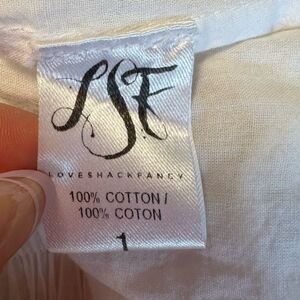 LSF
LOVESHACKFANCY
100% COTTON /
100% COTON
1